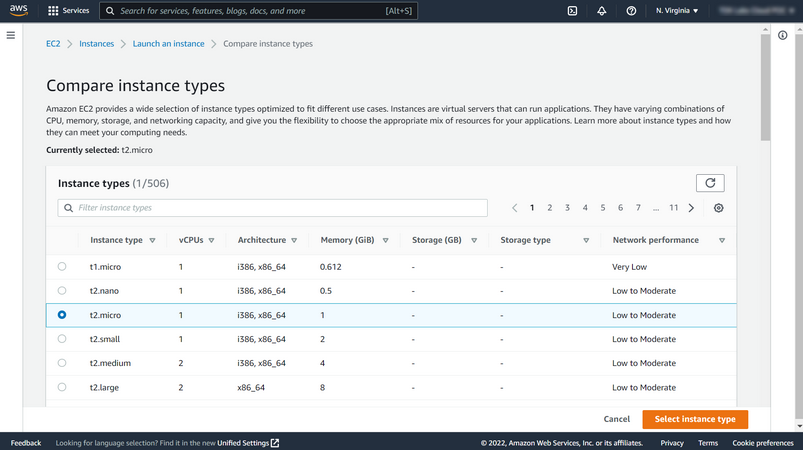 aws
Services
Search for services, features, blogs, docs, and more
[Alt+S]
N. Virginia
EC2 > Instances > Launch an instance > Compare instance types
Compare instance types
Amazon EC2 provides a wide selection of instance types optimized to fit different use cases. Instances are virtual servers that can run applications. They have varying combinations of
CPU, memory, storage, and networking capacity, and give you the flexibility to choose the appropriate mix of resources for your applications. Learn more about instance types and how
they can meet your computing needs.
Currently selected: t2.micro
Instance types (1/506)
Filter instance types
1 2 3 4 5 6 7 ... 11
Instance type vCPUs Architecture Memory (GiB) Storage (GB) Storage type Network performance
t1.micro 1 i386, x86_64 0.612 - - Very Low
t2.nano 1 i386, x86_64 0.5 - - Low to Moderate
t2.micro 1 i386, x86_64 1 - - Low to Moderate
t2.small 1 i386, x86_64 2 - - Low to Moderate
t2.medium 2 i386, x86_64 4 - - Low to Moderate
t2.large 2 x86_64 8 - - Low to Moderate
Cancel Select instance type
Feedback Looking for language selection? Find it in the new Unified Settings © 2022, Amazon Web Services, Inc. or its affiliates. Privacy Terms Cookie preferences